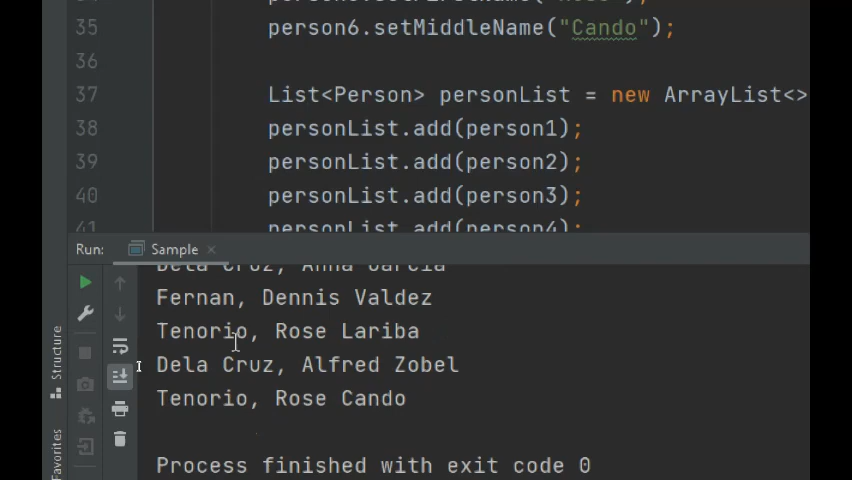 35 person6.setMiddleName("Cando");
36
37 List<Person> personList = new ArrayList<>
38 personList.add(person1);
39 personList.add(person2);
40 personList.add(person3);
41 personList.add(person4);
Run: Sample ×
Dela Cruz, Anna Garcia
Fernan, Dennis Valdez
Tenorio, Rose Lariba
Dela Cruz, Alfred Zobel
Tenorio, Rose Cando
Process finished with exit code 0
Structure
Favorites